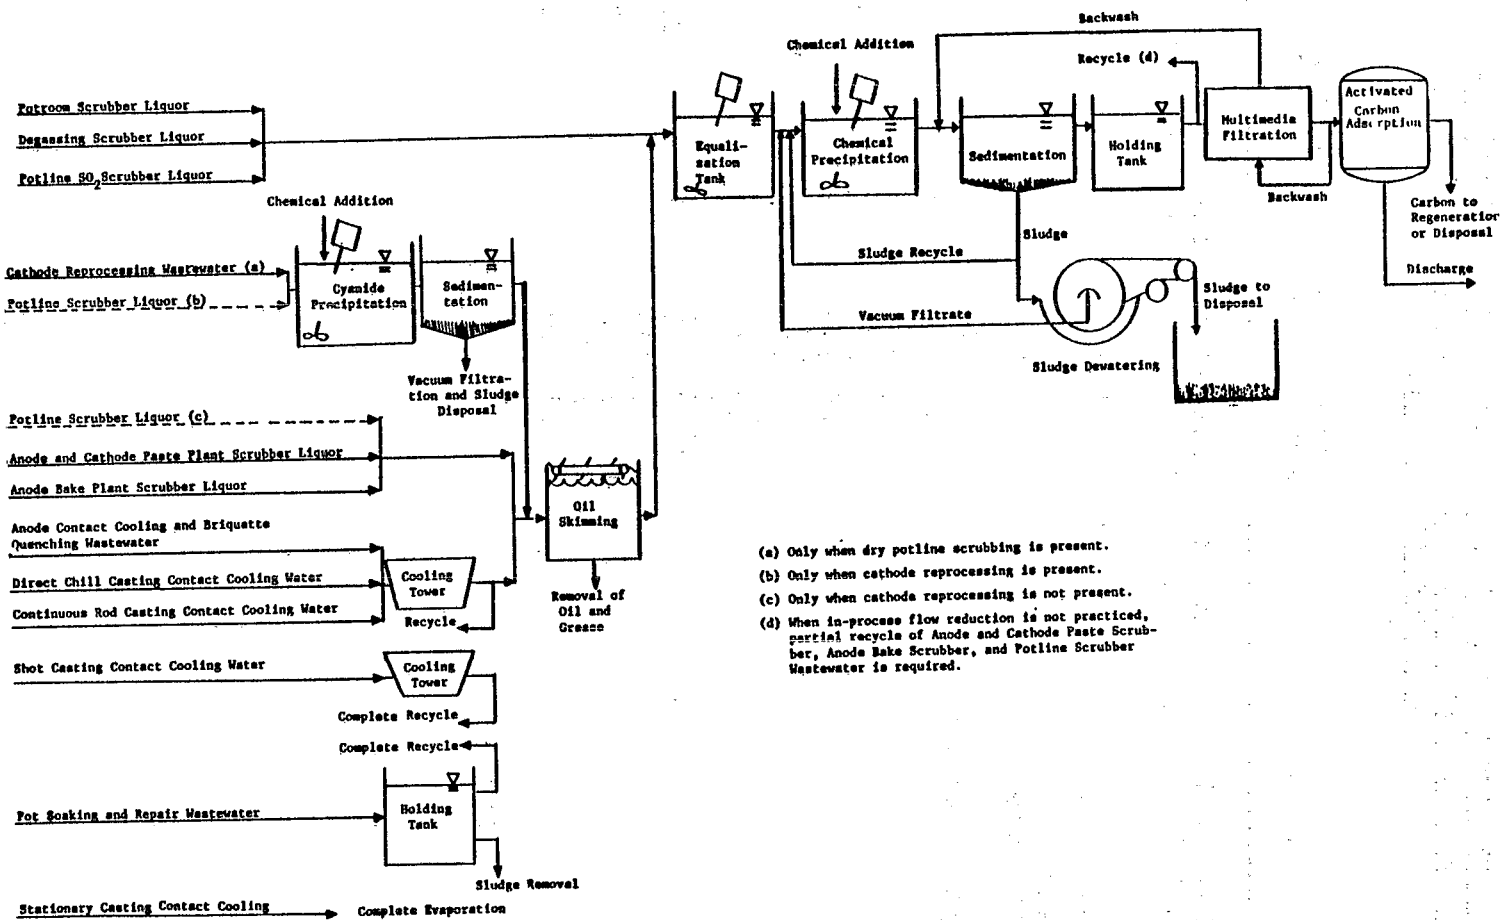 Backwash
Chemical Addition
Recycle (d)
Potroom Scrubber Liquor
Degassing Scrubber Liquor
Potline SO2 Scrubber Liquor
Equali-
zation
Tank
Chemical
Precipitation
Sedimentation
Holding
Tank
Multimedia
Filtration
Activated
Carbon
Adsorption
Backwash
Carbon to
Regeneration
or Disposal
Discharge
Chemical Addition
Cathode Reprocessing Wastewater (a)
Potline Scrubber Liquor (b)
Cyanide
Precipitation
Sedimen-
tation
Vacuum Filtra-
tion and Sludge
Disposal
Sludge
Sludge Recycle
Vacuum Filtrate
Sludge to
Disposal
Sludge Dewatering
Potline Scrubber Liquor (c)
Anode and Cathode Paste Plant Scrubber Liquor
Anode Bake Plant Scrubber Liquor
Anode Contact Cooling and Briquette
Quenching Wastewater
Direct Chill Casting Contact Cooling Water
Continuous Rod Casting Contact Cooling Water
Cooling
Tower
Recycle
Oil
Skimming
Removal of
Oil and
Grease
Shot Casting Contact Cooling Water
Cooling
Tower
Complete Recycle
Complete Recycle
Pot Soaking and Repair Wastewater
Holding
Tank
Sludge Removal
Stationary Casting Contact Cooling
Complete Evaporation
(a) Only when dry potline scrubbing is present.
(b) Only when cathode reprocessing is present.
(c) Only when cathode reprocessing is not present.
(d) When in-process flow reduction is not practiced,
partial recycle of Anode and Cathode Paste Scrub-
ber, Anode Bake Scrubber, and Potline Scrubber
Wastewater is required.